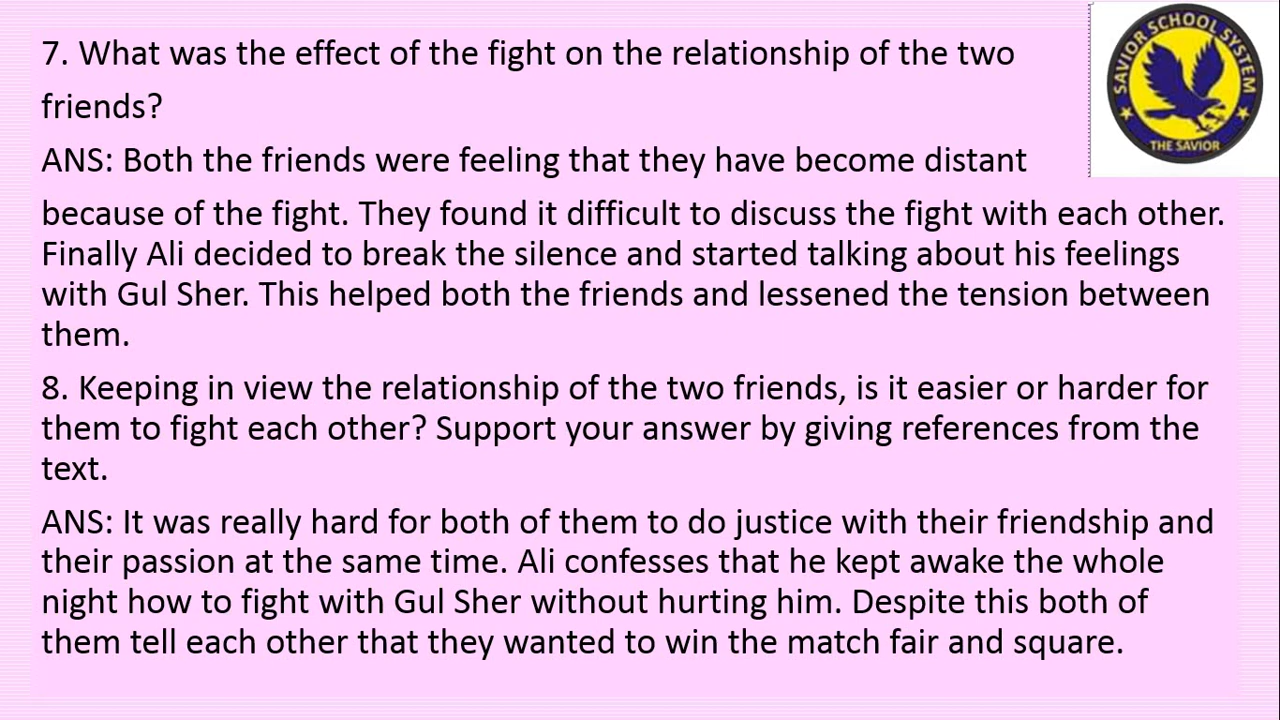 7. What was the effect of the fight on the relationship of the two
friends?
ANS: Both the friends were feeling that they have become distant
because of the fight. They found it difficult to discuss the fight with each other.
Finally Ali decided to break the silence and started talking about his feelings
with Gul Sher. This helped both the friends and lessened the tension between
them.
8. Keeping in view the relationship of the two friends, is it easier or harder for
them to fight each other? Support your answer by giving references from the
text.
ANS: It was really hard for both of them to do justice with their friendship and
their passion at the same time. Ali confesses that he kept awake the whole
night how to fight with Gul Sher without hurting him. Despite this both of
them tell each other that they wanted to win the match fair and square.
SAVIOR SCHOOL SYSTEM
THE SAVIOR